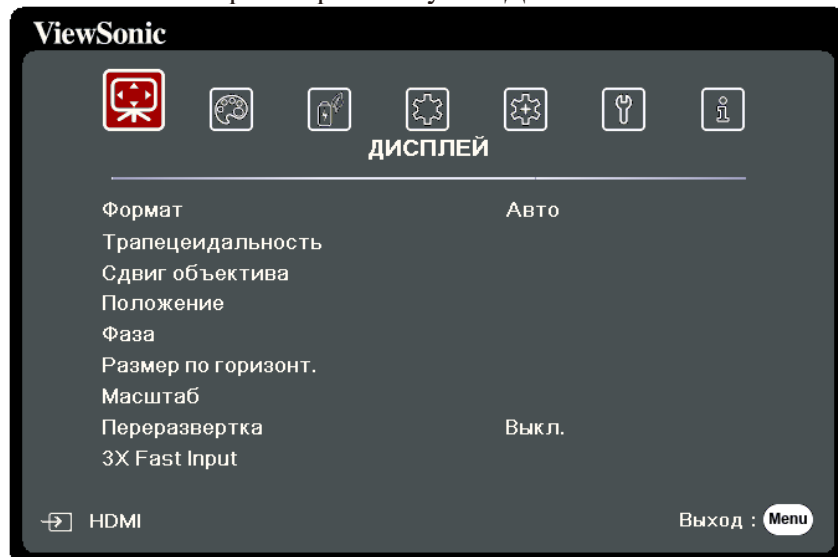 ViewSonic
ДИСПЛЕЙ
Формат Авто
Трапецеидальность
Сдвиг объектива
Положение
Фаза
Размер по горизонт.
Масштаб
Переразвертка Выкл.
3X Fast Input
HDMI Выход : Menu